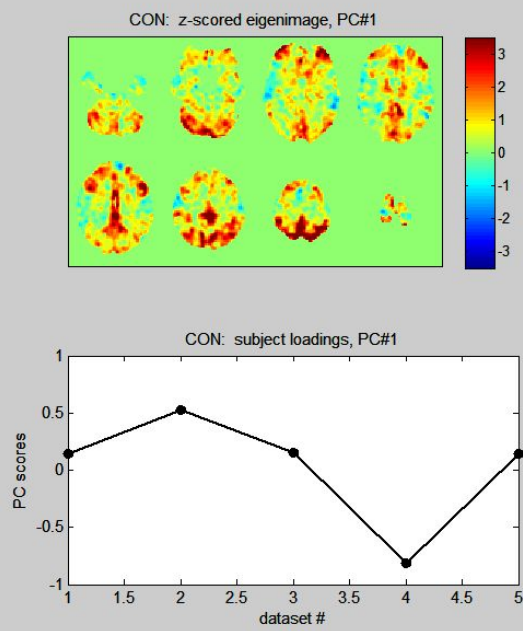 CON:  z-scored eigenimage, PC#1
3
2
1
0
-1
-2
-3
CON:  subject loadings, PC#1
1
0.5
0
-0.5
-1
PC scores
1 1.5 2 2.5 3 3.5 4 4.5 5
dataset #